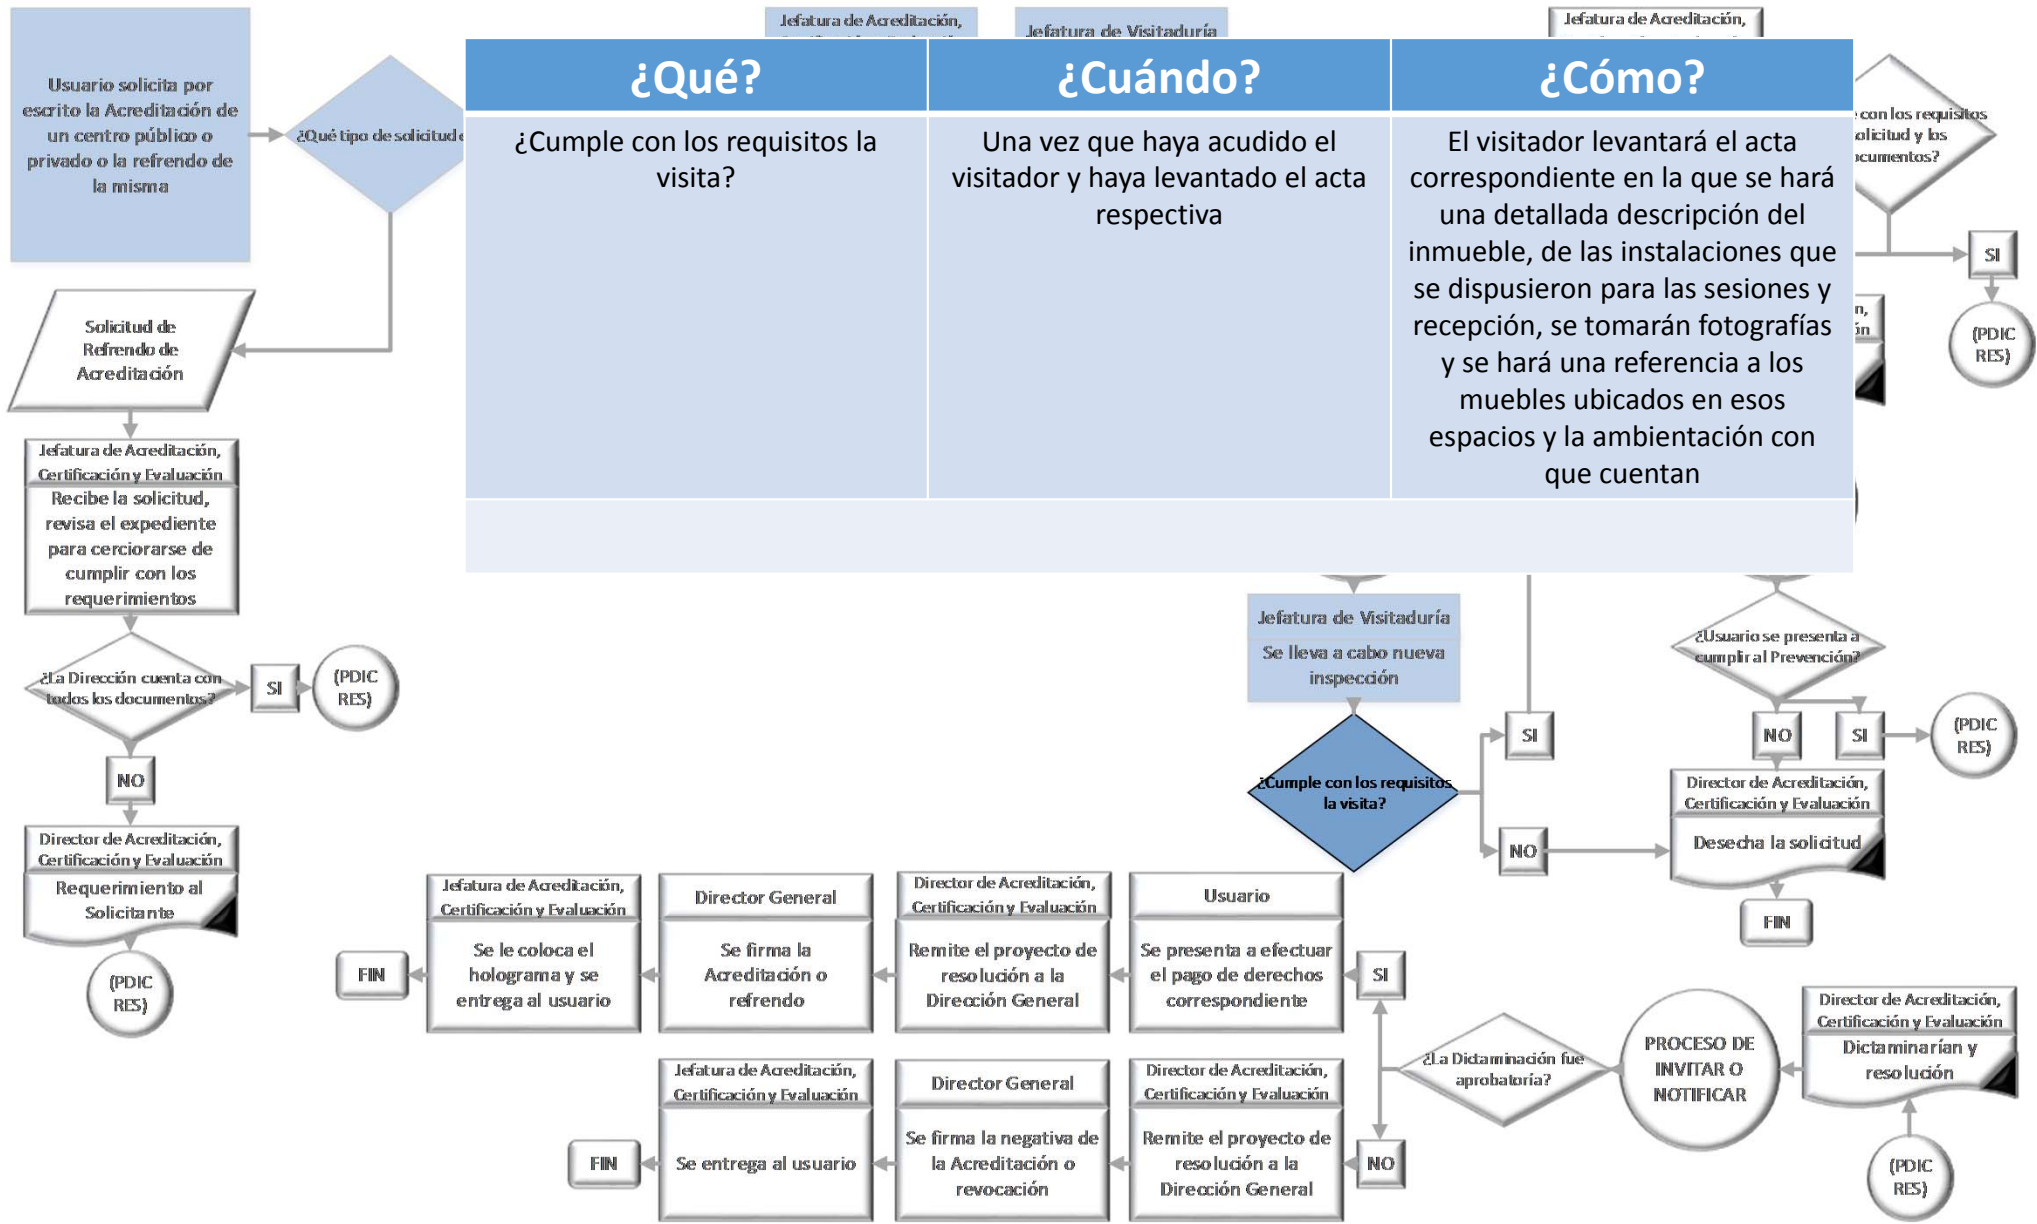 Jefatura de Acreditación,
Jefatura de Visitaduría
Jefatura de Acreditación,
Usuario solicita por
escrito la Acreditación de
un centro público o
privado o la refrendo de
la misma
¿Qué tipo de solicitud
¿Qué?
¿Cuándo?
¿Cómo?
¿Cumple con los requisitos la
visita?
Una vez que haya acudido el
visitador y haya levantado el acta
respectiva
El visitador levantará el acta
correspondiente en la que se hará
una detallada descripción del
inmueble, de las instalaciones que
se dispusieron para las sesiones y
recepción, se tomarán fotografías
y se hará una referencia a los
muebles ubicados en esos
espacios y la ambientación con
que cuentan
con los requisitos
y los
SI
(PDIC
RES)
Solicitud de
Refrendo de
Acreditación
Jefatura de Acreditación,
Certificación y Evaluación
Recibe la solicitud,
revisa el expediente
para cerciorarse de
cumplir con los
requerimientos
¿La Dirección cuenta con
todos los documentos?
SI
(PDIC
RES)
NO
Director de Acreditación,
Certificación y Evaluación
Requerimiento al
Solicitante
(PDIC
RES)
Jefatura de Visitaduría
Se lleva a cabo nueva
inspección
¿Cumple con los requisitos
la visita?
SI
NO
¿Usuario se presenta a
cumplir al Prevención?
NO
SI
(PDIC
RES)
Director de Acreditación,
Certificación y Evaluación
Desecha la solicitud
FIN
Jefatura de Acreditación,
Certificación y Evaluación
Se le coloca el
holograma y se
entrega al usuario
FIN
Director General
Se firma la
Acreditación o
refrendo
Director de Acreditación,
Certificación y Evaluación
Remite el proyecto de
resolución a la
Dirección General
Usuario
Se presenta a efectuar
el pago de derechos
correspondiente
SI
¿La Dictaminación fue
aprobatoría?
PROCESO DE
INVITAR O
NOTIFICAR
Director de Acreditación,
Certificación y Evaluación
Dictaminarían y
resolución
(PDIC
RES)
NO
Director de Acreditación,
Certificación y Evaluación
Remite el proyecto de
resolución a la
Dirección General
Director General
Se firma la negativa de
la Acreditación o
revocación
Jefatura de Acreditación,
Certificación y Evaluación
Se entrega al usuario
FIN